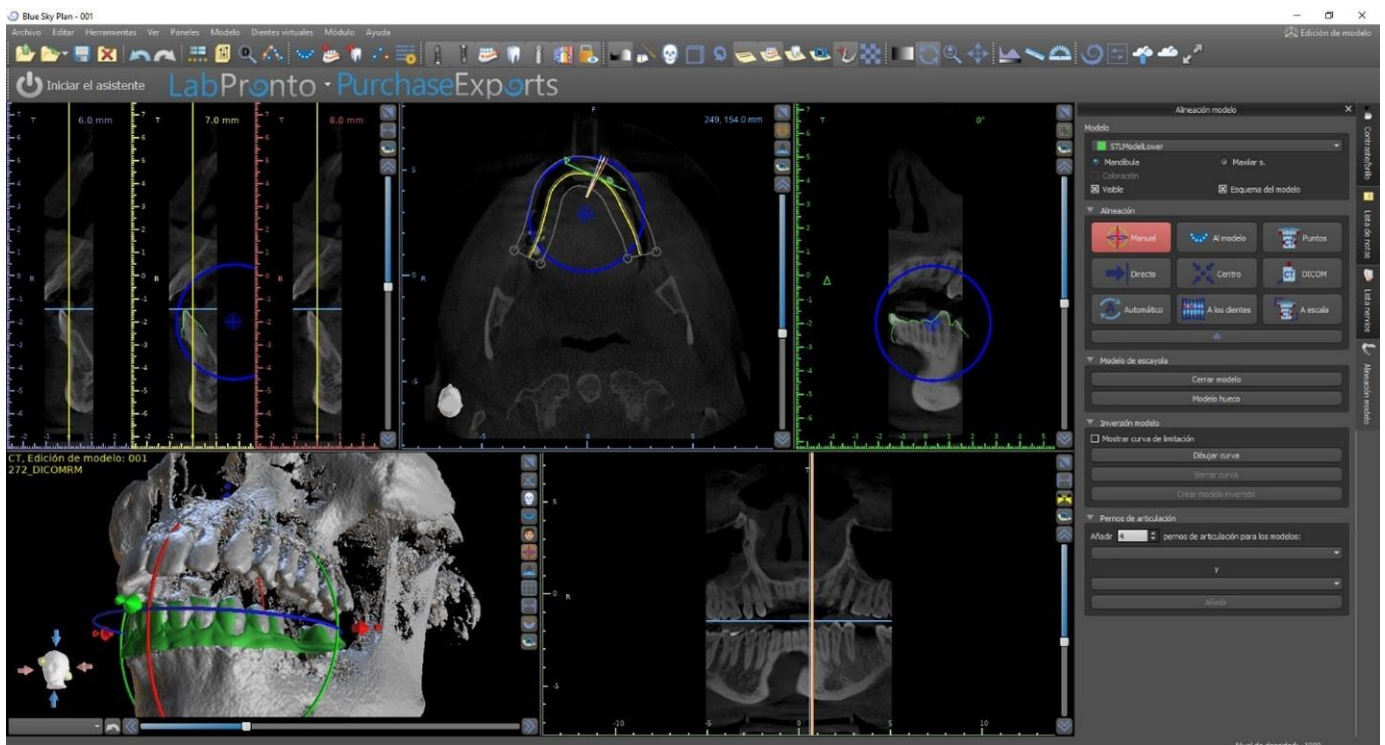 Blue Sky Plan - 001
Archivo Editar Herramientas Ver Paneles Modelo Dientes virtuales Módulo Ayuda
Edición de modelo
Iniciar el asistente
LabPronto - PurchaseExports
6.0 mm 7.0 mm 8.0 mm
249, 154.0 mm
0°
CT, Edición de modelo: 001
272_DICOMRM
Alineación modelo
Modelo
STLModelLower
Mandíbula Maxilar s.
Coloración
Visible Esquema del modelo
Alineación
Manual Al modelo Puntos
Directo Centro DICOM
Automático A los dientes A escala
Modelo de escayola
Cerrar modelo
Modelo hueco
Inversión modelo
Mostrar curva de limitación
Dibujar curva
Borrar curva
Crear modelo invertido
Pernos de articulación
Añadir 4 pernos de articulación para los modelos:
y
Añadir
Contraste/brillo
Lista de notas
Lista nervios
Alineación modelo